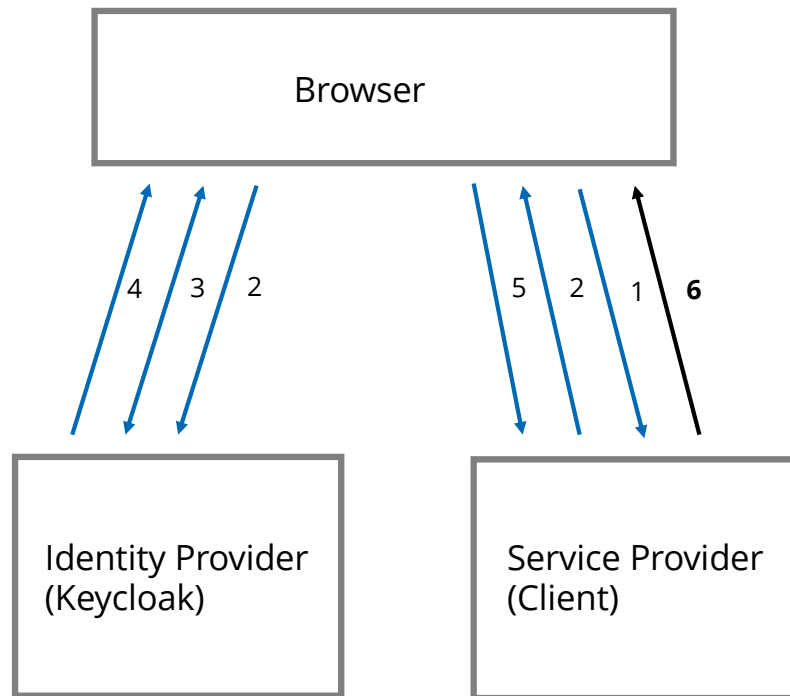 Browser
4
3
2
5
2
1
6
Identity Provider
(Keycloak)
Service Provider
(Client)